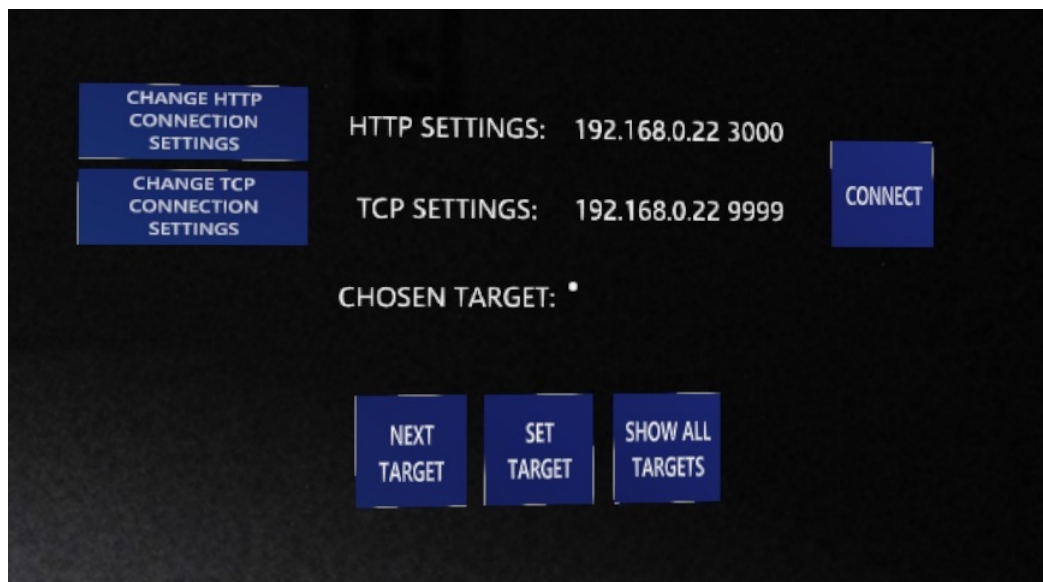 CHANGE HTTP
CONNECTION
SETTINGS
HTTP SETTINGS: 192.168.0.22 3000
CHANGE TCP
CONNECTION
SETTINGS
TCP SETTINGS: 192.168.0.22 9999
CONNECT
CHOSEN TARGET:
NEXT
TARGET
SET
TARGET
SHOW ALL
TARGETS